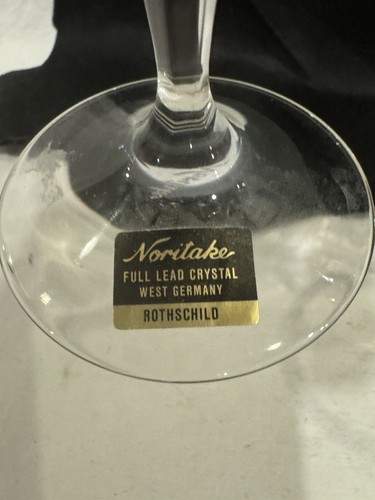 Noritake
FULL LEAD CRYSTAL
WEST GERMANY
ROTHSCHILD